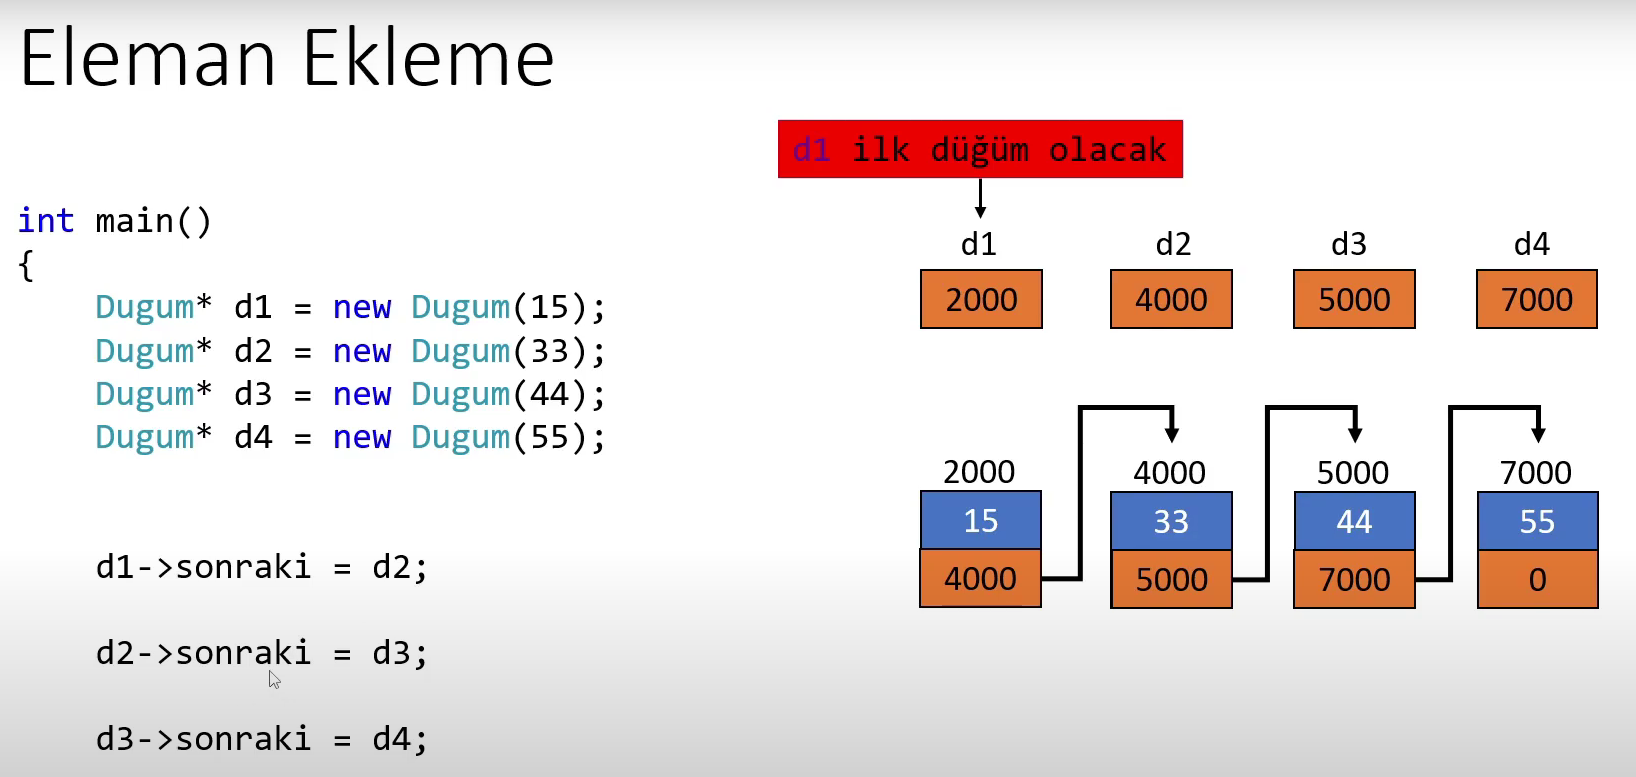 Eleman Ekleme
d1 ilk düğüm olacak
int main()
{
Dugum* d1 = new Dugum(15);
Dugum* d2 = new Dugum(33);
Dugum* d3 = new Dugum(44);
Dugum* d4 = new Dugum(55);
d1->sonraki = d2;
d2->sonraki = d3;
d3->sonraki = d4;
d1 d2 d3 d4
2000 4000 5000 7000
2000 4000 5000 7000
15 33 44 55
4000 5000 7000 0